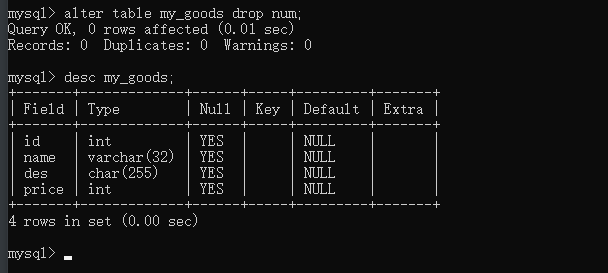 mysql> alter table my_goods drop num;
Query OK, 0 rows affected (0.01 sec)
Records: 0  Duplicates: 0  Warnings: 0
mysql> desc my_goods;
+-------+--------------+------+-----+---------+-------+
| Field | Type         | Null | Key | Default | Extra |
+-------+--------------+------+-----+---------+-------+
| id    | int          | YES  |     | NULL    |       |
| name  | varchar(32)  | YES  |     | NULL    |       |
| des   | char(255)    | YES  |     | NULL    |       |
| price | int          | YES  |     | NULL    |       |
+-------+--------------+------+-----+---------+-------+
4 rows in set (0.00 sec)
mysql> _